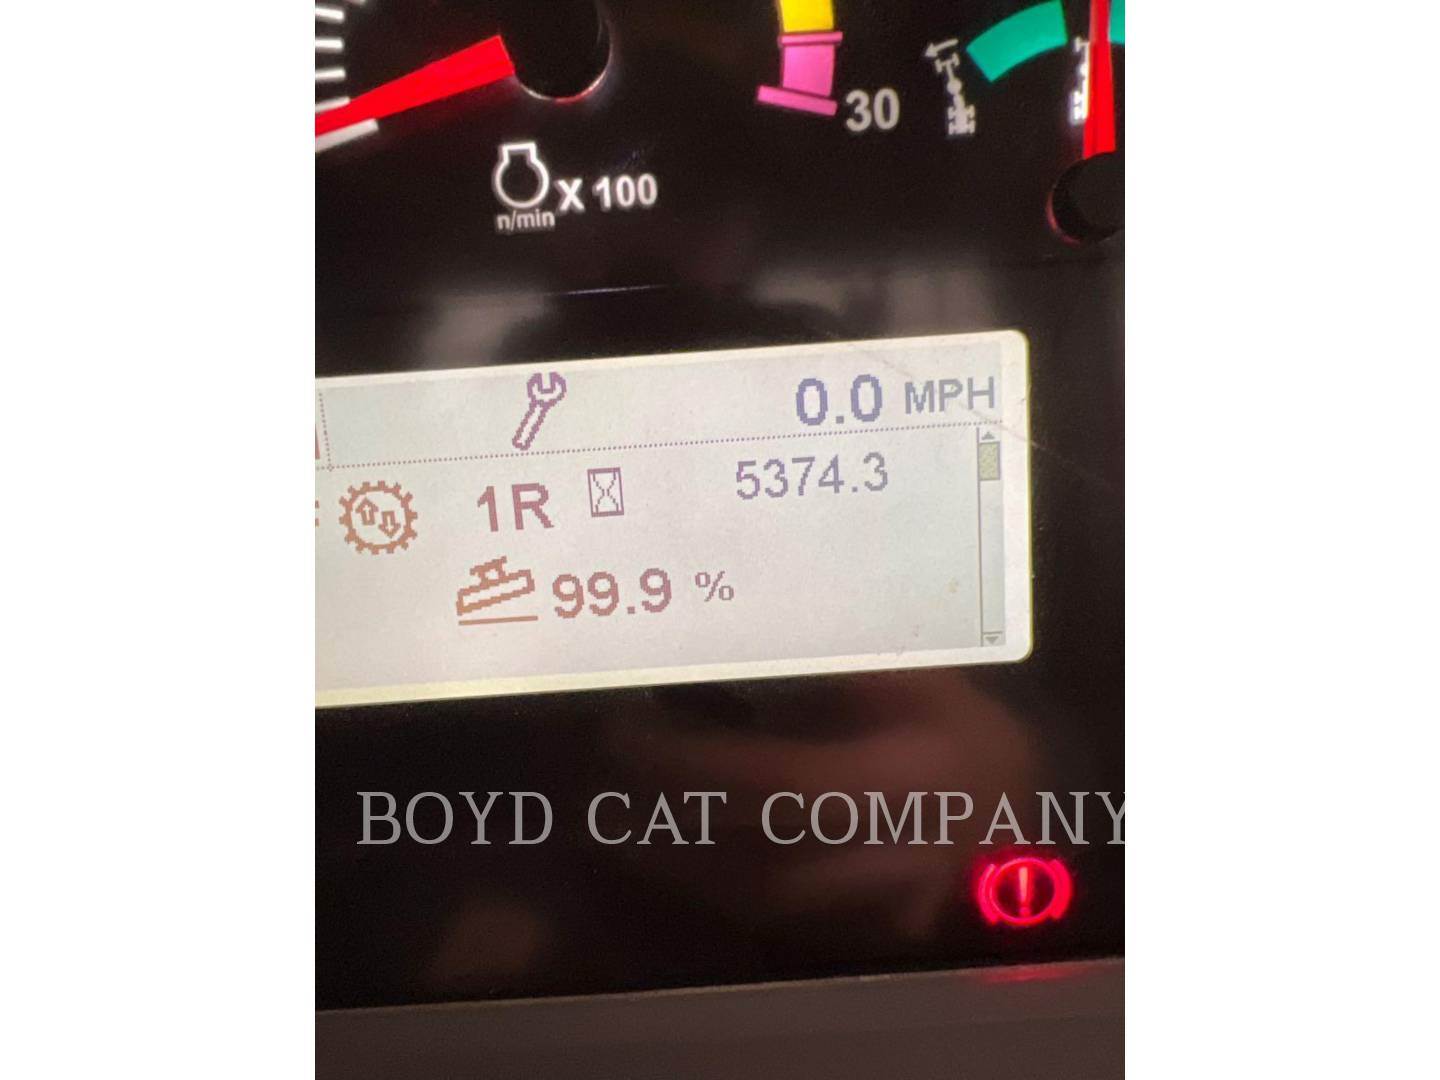 30
X 100
n/min
0.0 MPH
1R 5374.3
99.9 %
BOYD CAT COMPANY